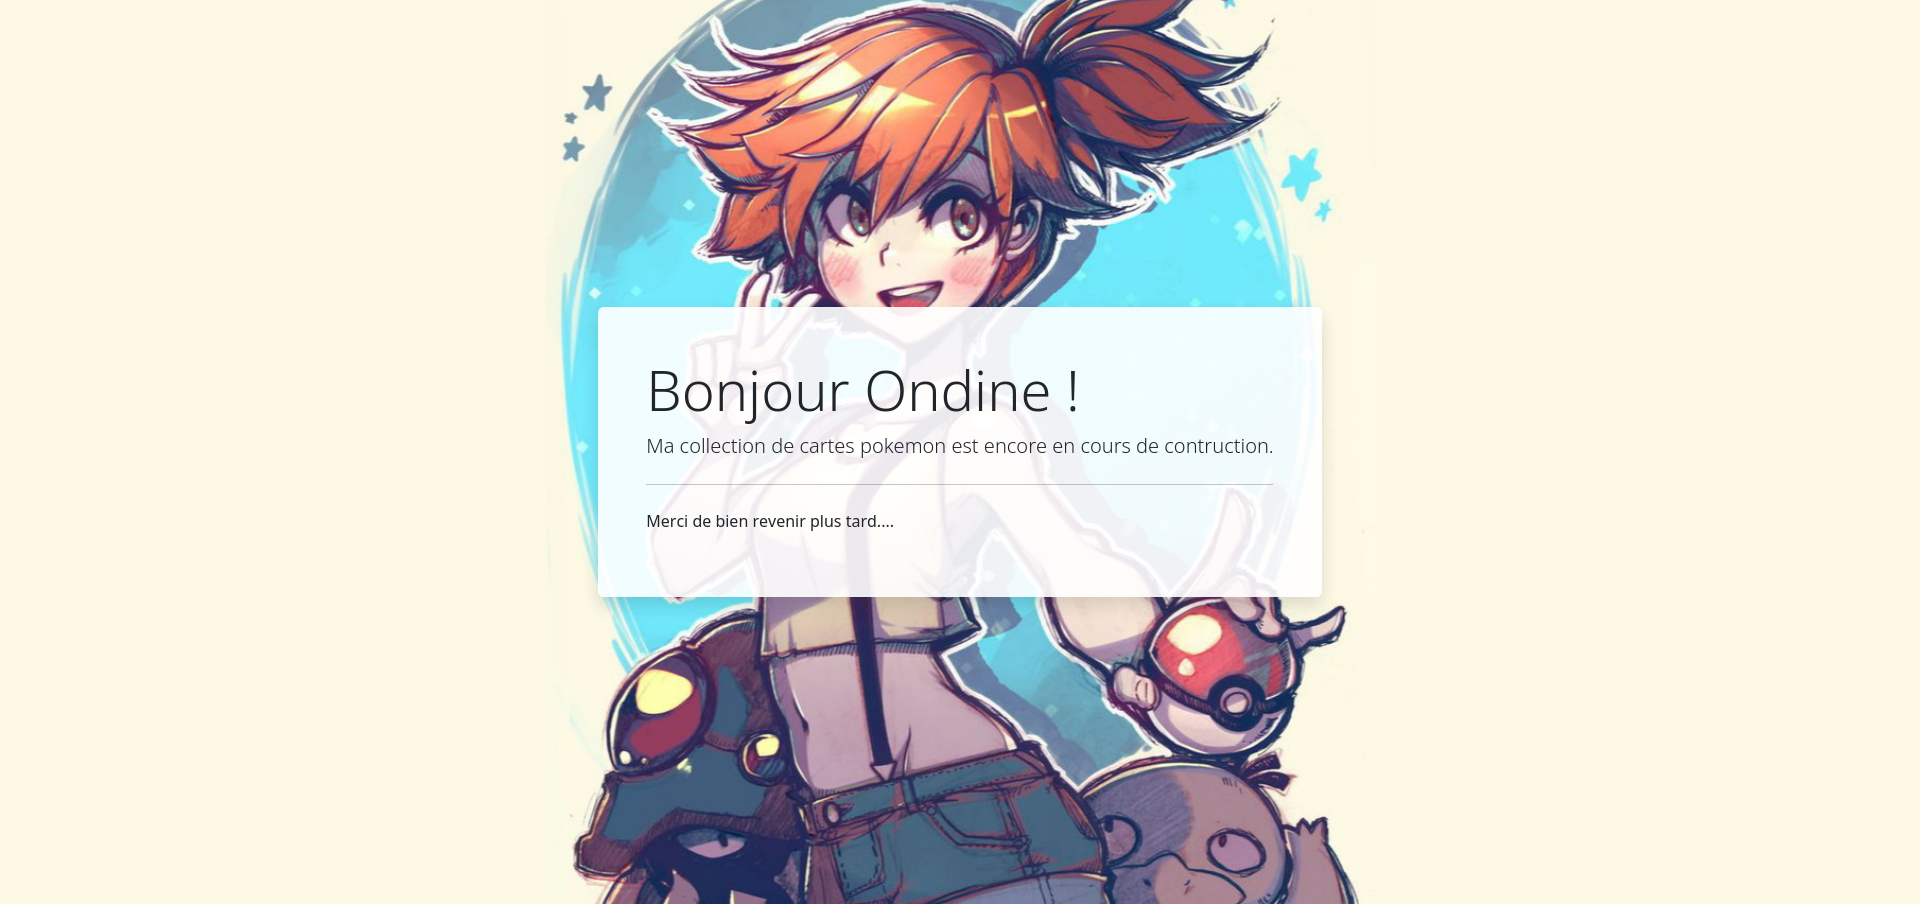 Bonjour Ondine !
Ma collection de cartes pokemon est encore en cours de contruction.
Merci de bien revenir plus tard....